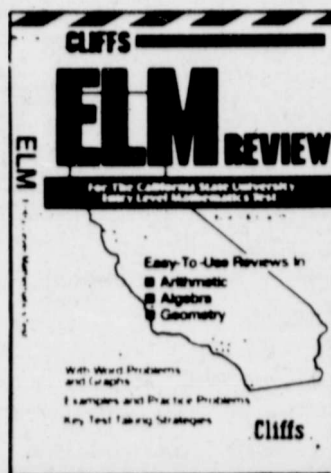 CLIFFS
ELM
REVIEW
For The California State University
Entry Level Mathematics Test
ELM
Easy-To-Use Reviews In
Arithmetic
Algebra
Geometry
With Word Problems
and Graphs
Examples and Practice Problems
Key Test Taking Strategies
Cliffs